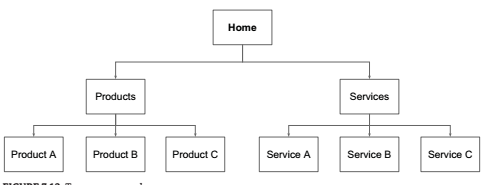 Home
Products
Services
Product A
Product B
Product C
Service A
Service B
Service C